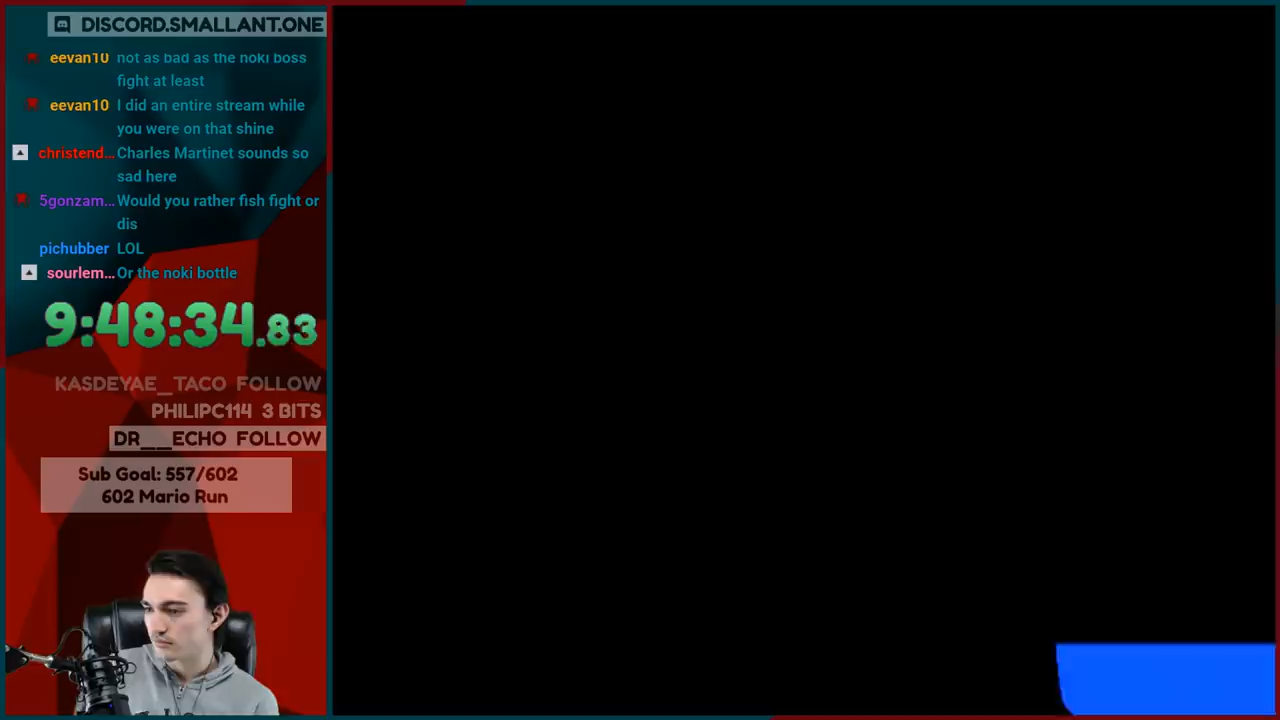 DISCORD.SMALLANT.ONE
eevan10 not as bad as the noki boss
fight at least
eevan10 I did an entire stream while
you were on that shine
christend... Charles Martinet sounds so
sad here
5gonzam... Would you rather fish fight or
dis
pichubber LOL
sourlem... Or the noki bottle
9:48:34.83
KASDEYAE__TACO FOLLOW
PHILIPC114 3 BITS
DR__ECHO FOLLOW
Sub Goal: 557/602
602 Mario Run